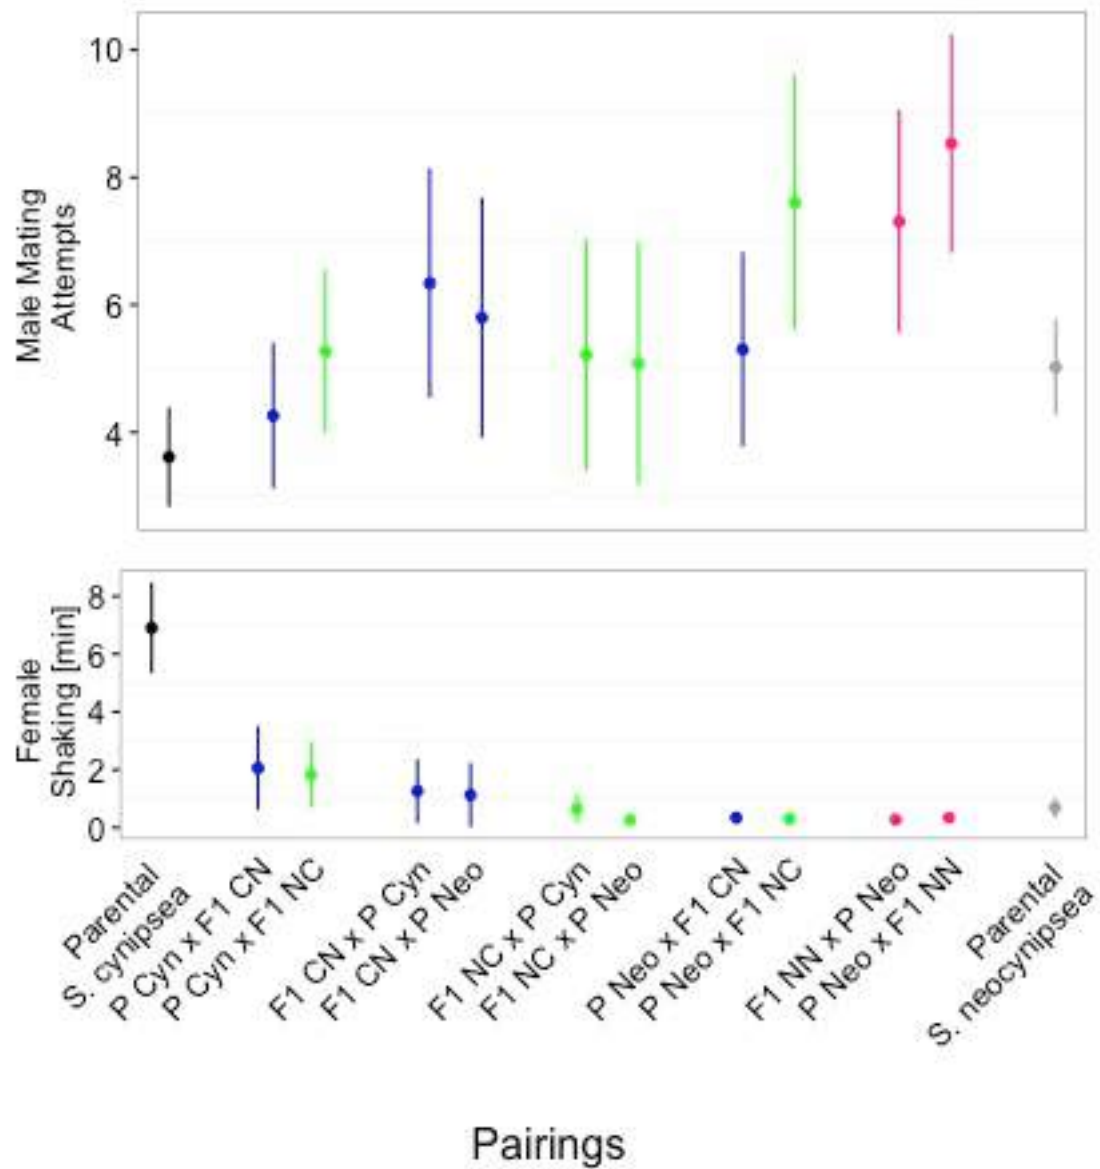 Male Mating
Attempts
10
8
6
4
Female
Shaking [min]
8
6
4
2
0
Parental
S. cynipsea
P Cyn x F1 CN
P Cyn x F1 NC
F1 CN x P Cyn
F1 CN x P Neo
F1 NC x P Cyn
F1 NC x P Neo
P Neo x F1 CN
P Neo x F1 NC
F1 NN x P Neo
P Neo x F1 NN
Parental
S. neocynipsea
Pairings